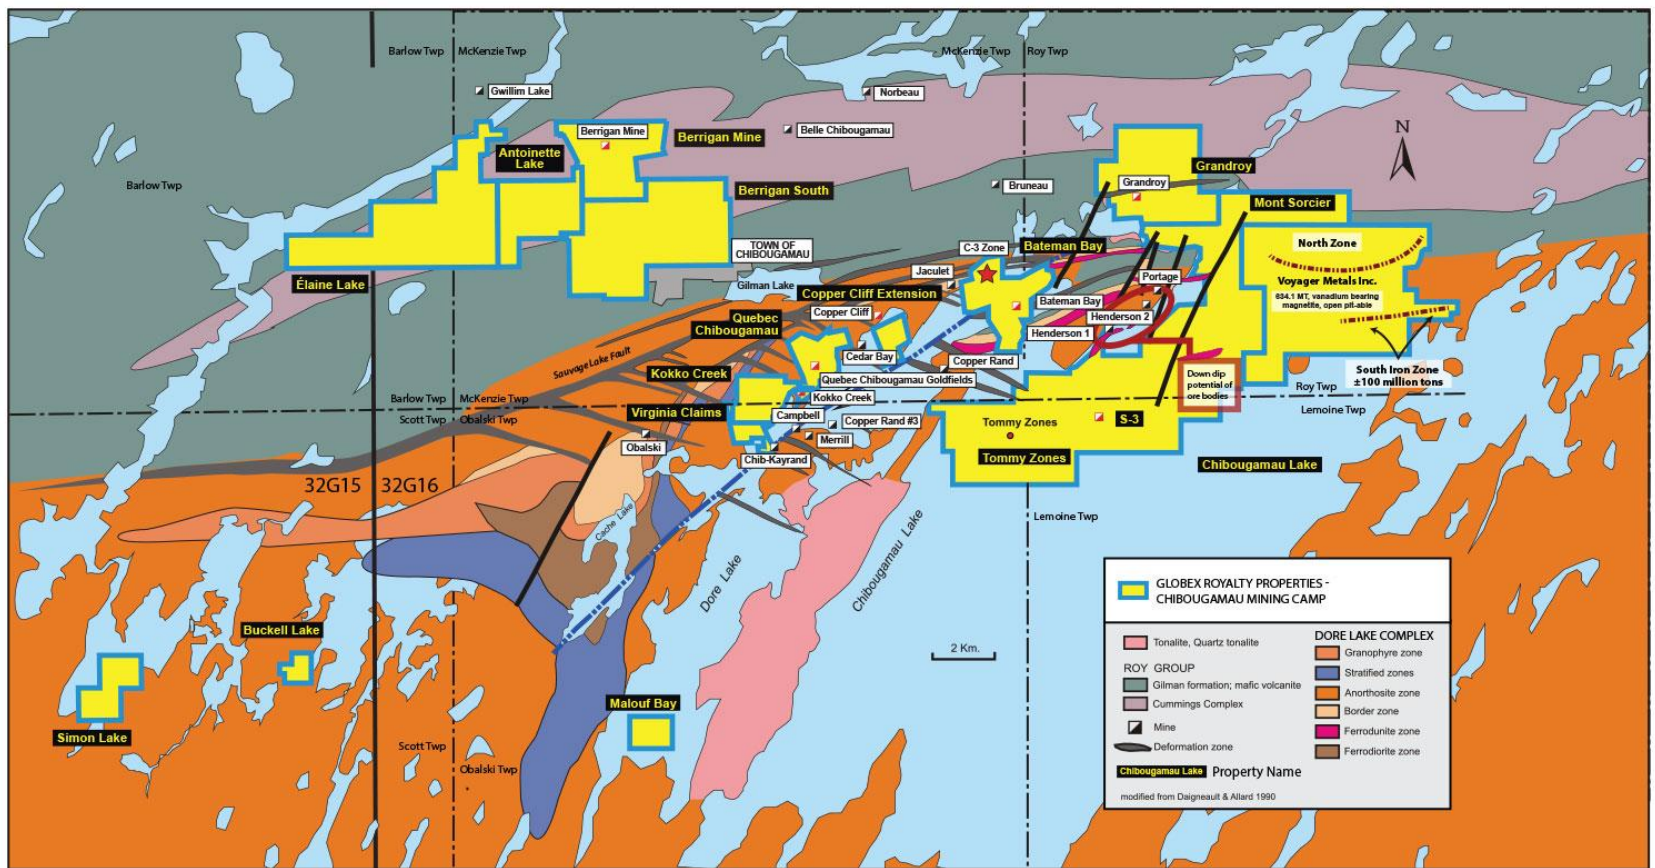 Barlow Twp
McKenzie Twp
McKenzie Twp
Roy Twp
Gwillim Lake
Norbeau
Berrigan Mine
Berrigan Mine
Belle Chibougamau
N
Antoinette
Lake
Grandroy
Barlow Twp
Berrigan South
Bruneau
Grandroy
Mont Sorcier
TOWN OF
CHIBOUGAMAU
C-3 Zone
Bateman Bay
North Zone
Jaculet
Portage
Élaine Lake
Gilman Lake
Copper Cliff Extension
Bateman Bay
Voyager Metals Inc.
634.1 MT, vanadium bearing
magnetite, open pit-able
Quebec
Chibougamau
Copper Cliff
Henderson 2
Henderson 1
Sauvage Lake Fault
Cedar Bay
Copper Rand
Kokko Creek
Quebec Chibougamau Goldfields
Down dip
potential of
ore bodies
South Iron Zone
±100 million tons
Roy Twp
Barlow Twp
McKenzie Twp
Kokko Creek
Lemoine Twp
Virginia Claims
Campbell
Copper Rand #3
Scott Twp
Obalski Twp
Tommy Zones
S-3
Obalski
Merrill
Chib-Kayrand
Tommy Zones
Chibougamau Lake
32G15
32G16
Cache Lake
Dore Lake
Chibougamau Lake
Lemoine Twp
Buckell Lake
2 Km.
Malouf Bay
Simon Lake
Scott Twp
Obalski Twp
GLOBEX ROYALTY PROPERTIES -
CHIBOUGAMAU MINING CAMP
Tonalite, Quartz tonalite
ROY GROUP
Gilman formation; mafic volcanite
Cummings Complex
Mine
Deformation zone
Chibougamau Lake Property Name
modified from Daigneault & Allard 1990
DORE LAKE COMPLEX
Granophyre zone
Stratified zones
Anorthosite zone
Border zone
Ferrodunite zone
Ferrodiorite zone